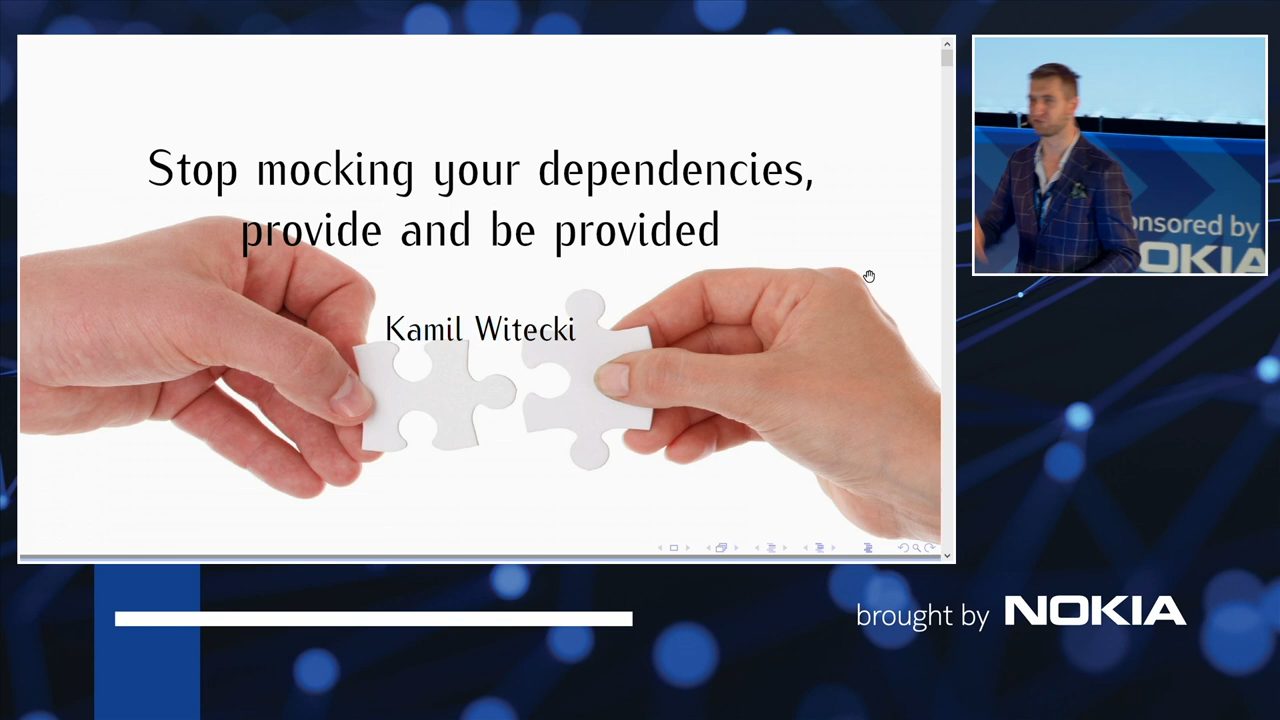 Stop mocking your dependencies,
provide and be provided
Kamil Witecki
onsored by
OKIA
brought by NOKIA